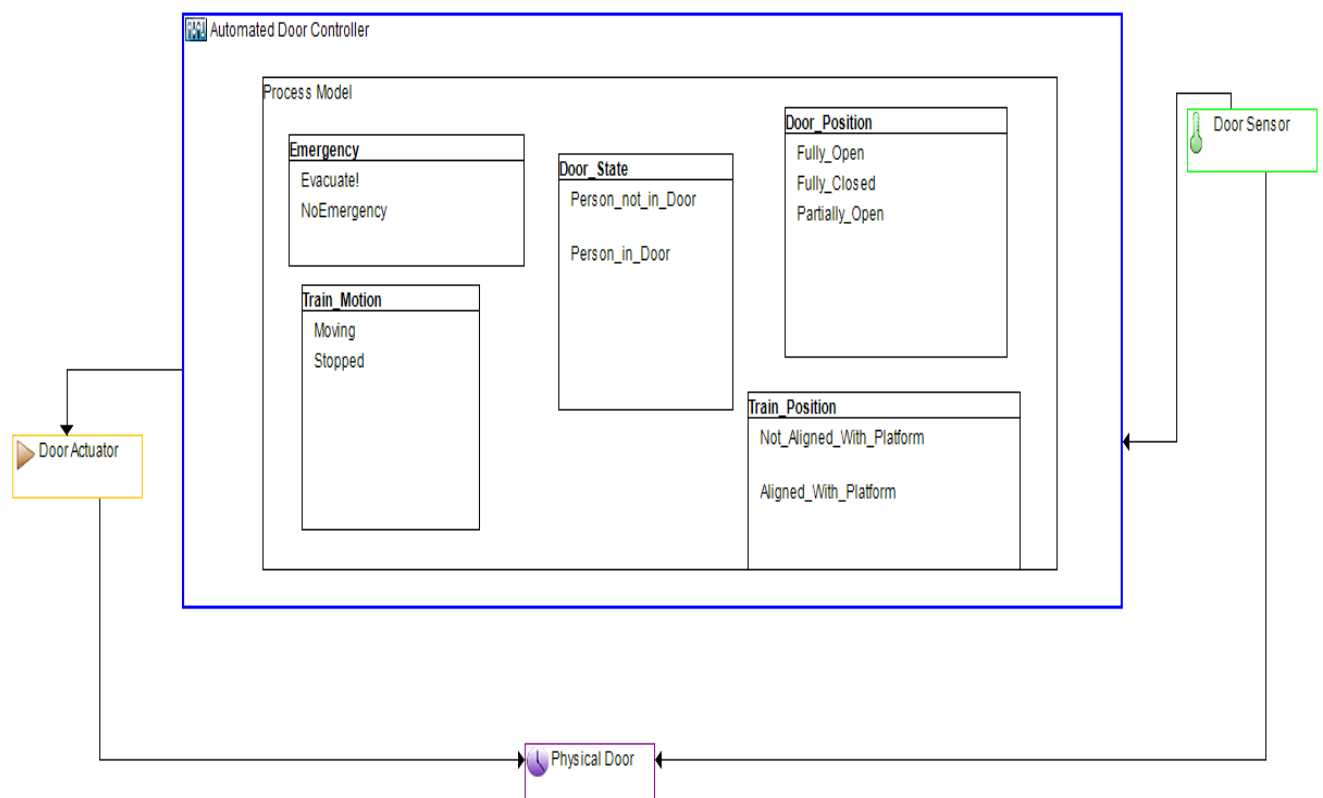 Automated Door Controller
Process Model
Emergency
Evacuate!
NoEmergency
Door_State
Person_not_in_Door
Person_in_Door
Door_Position
Fully_Open
Fully_Closed
Partially_Open
Train_Motion
Moving
Stopped
Train_Position
Not_Aligned_With_Platform
Aligned_With_Platform
Door Sensor
Door Actuator
Physical Door